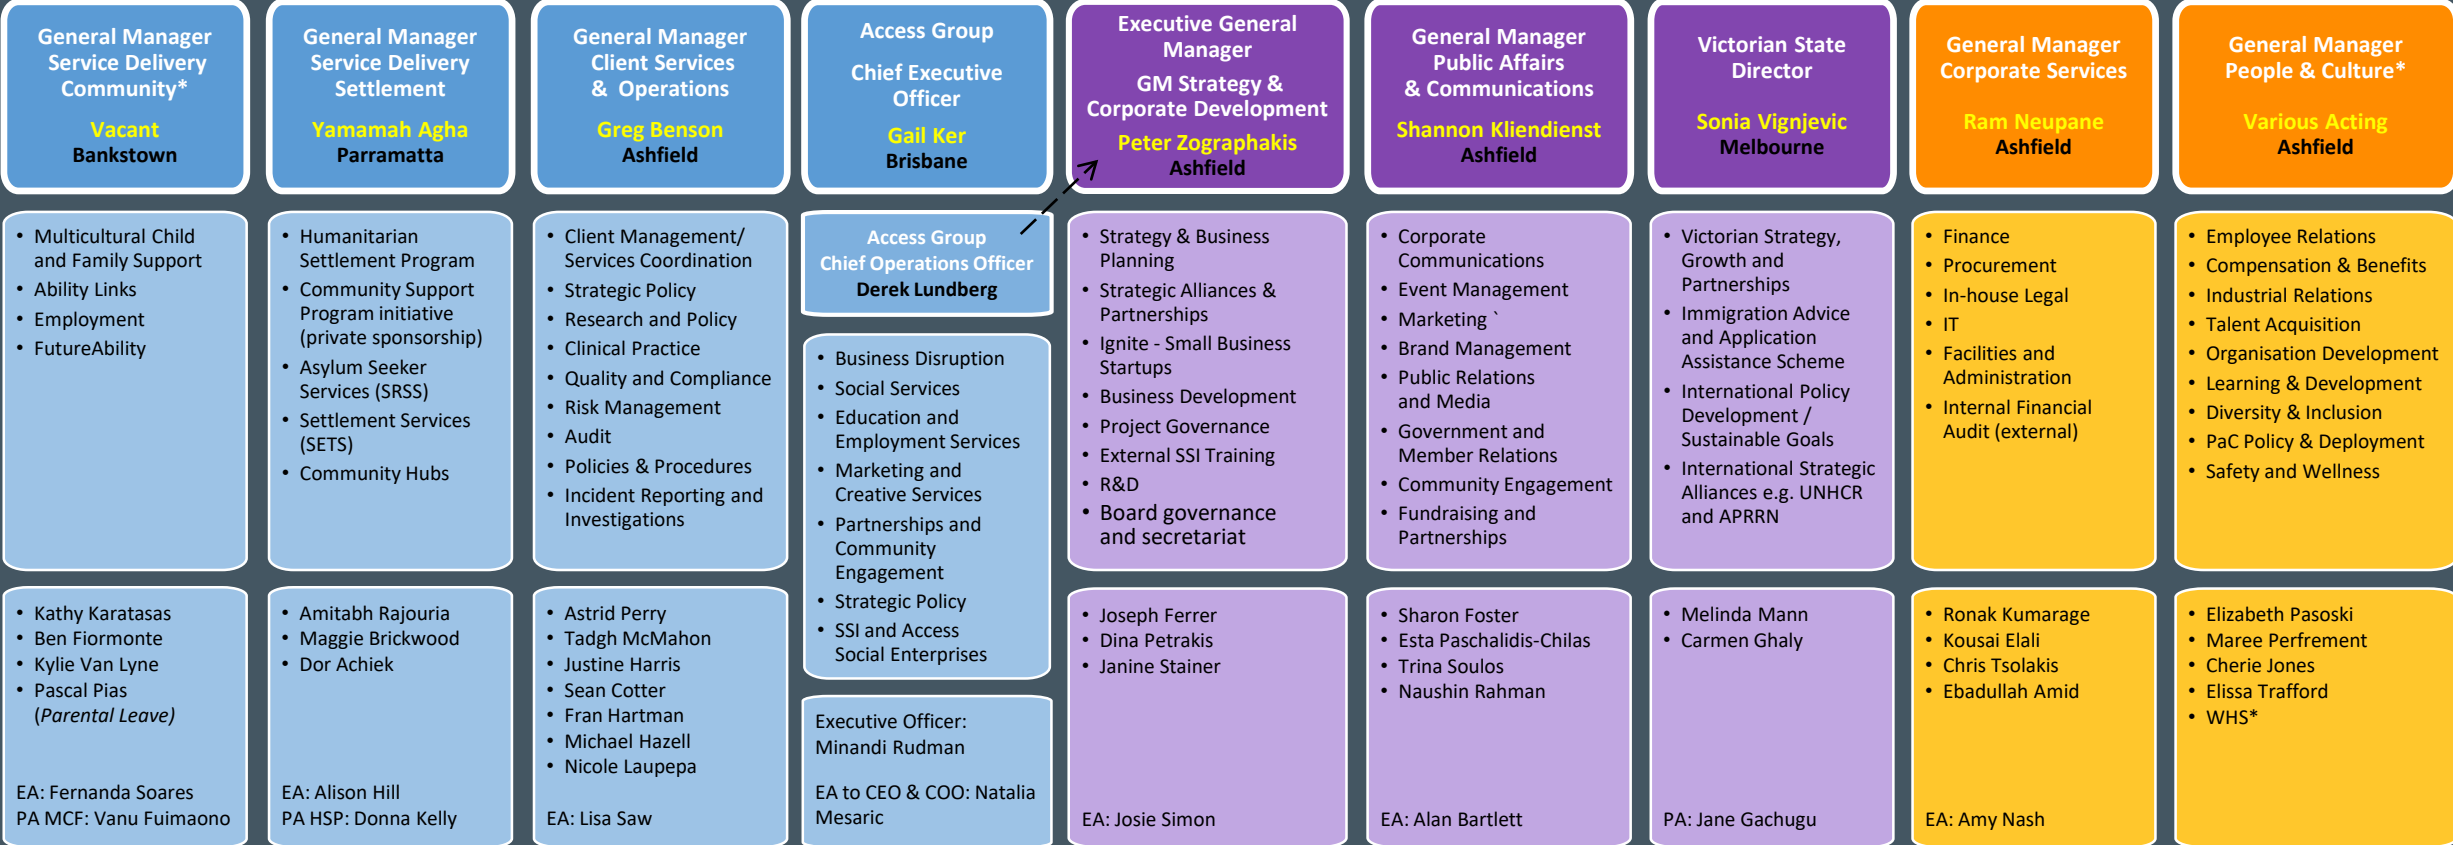 General Manager
Service Delivery
Community*
Vacant
Bankstown
• Multicultural Child
and Family Support
• Ability Links
• Employment
• FutureAbility
• Kathy Karatasas
• Ben Fiormonte
• Kylie Van Lyne
• Pascal Pias
(Parental Leave)
EA: Fernanda Soares
PA MCF: Vanu Fuimaono
General Manager
Service Delivery
Settlement
Yamamah Agha
Parramatta
• Humanitarian
Settlement Program
• Community Support
Program initiative
(private sponsorship)
• Asylum Seeker
Services (SRSS)
• Settlement Services
(SETS)
• Community Hubs
• Amitabh Rajouria
• Maggie Brickwood
• Dor Achiek
EA: Alison Hill
PA HSP: Donna Kelly
General Manager
Client Services
& Operations
Greg Benson
Ashfield
• Client Management/
Services Coordination
• Strategic Policy
• Research and Policy
• Clinical Practice
• Quality and Compliance
• Risk Management
• Audit
• Policies & Procedures
• Incident Reporting and
Investigations
• Astrid Perry
• Tadgh McMahon
• Justine Harris
• Sean Cotter
• Fran Hartman
• Michael Hazell
• Nicole Laupepa
EA: Lisa Saw
Access Group
Chief Executive
Officer
Gail Ker
Brisbane
Access Group
Chief Operations Officer
Derek Lundberg
• Business Disruption
• Social Services
• Education and
Employment Services
• Marketing and
Creative Services
• Partnerships and
Community
Engagement
• Strategic Policy
• SSI and Access
Social Enterprises
Executive Officer:
Minandi Rudman
EA to CEO & COO: Natalia
Mesaric
Executive General
Manager
GM Strategy &
Corporate Development
Peter Zographakis
Ashfield
• Strategy & Business
Planning
• Strategic Alliances &
Partnerships
• Ignite - Small Business
Startups
• Business Development
• Project Governance
• External SSI Training
• R&D
• Board governance
and secretariat
• Joseph Ferrer
• Dina Petrakis
• Janine Stainer
EA: Josie Simon
General Manager
Public Affairs
& Communications
Shannon Kliendienst
Ashfield
• Corporate
Communications
• Event Management
• Marketing `
• Brand Management
• Public Relations
and Media
• Government and
Member Relations
• Community Engagement
• Fundraising and
Partnerships
• Sharon Foster
• Esta Paschalidis-Chilas
• Trina Soulos
• Naushin Rahman
EA: Alan Bartlett
Victorian State
Director
Sonia Vignjevic
Melbourne
• Victorian Strategy,
Growth and
Partnerships
• Immigration Advice
and Application
Assistance Scheme
• International Policy
Development /
Sustainable Goals
• International Strategic
Alliances e.g. UNHCR
and APRRN
• Melinda Mann
• Carmen Ghaly
PA: Jane Gachugu
General Manager
Corporate Services
Ram Neupane
Ashfield
• Finance
• Procurement
• In-house Legal
• IT
• Facilities and
Administration
• Internal Financial
Audit (external)
• Ronak Kumarage
• Kousai Elali
• Chris Tsolakis
• Ebadullah Amid
EA: Amy Nash
General Manager
People & Culture*
Various Acting
Ashfield
• Employee Relations
• Compensation & Benefits
• Industrial Relations
• Talent Acquisition
• Organisation Development
• Learning & Development
• Diversity & Inclusion
• PaC Policy & Deployment
• Safety and Wellness
• Elizabeth Pasoski
• Maree Perfrement
• Cherie Jones
• Elissa Trafford
• WHS*